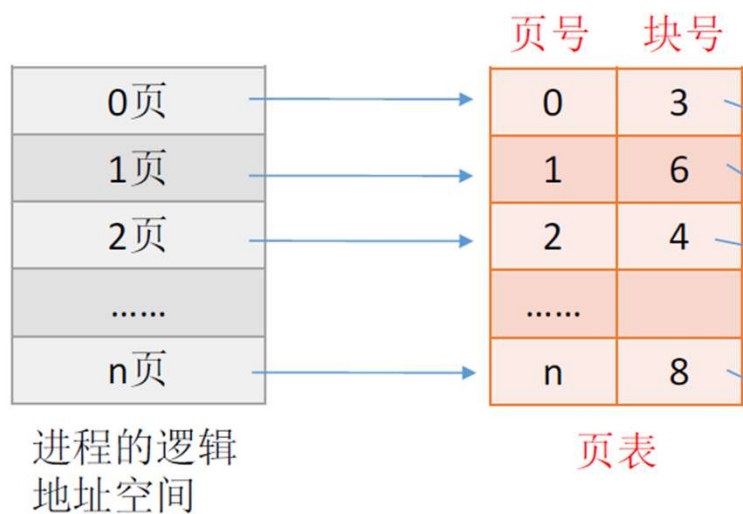 页号 块号
0页 0 3
1页 1 6
2页 2 4
…… ……
n页 n 8
进程的逻辑
地址空间
页表